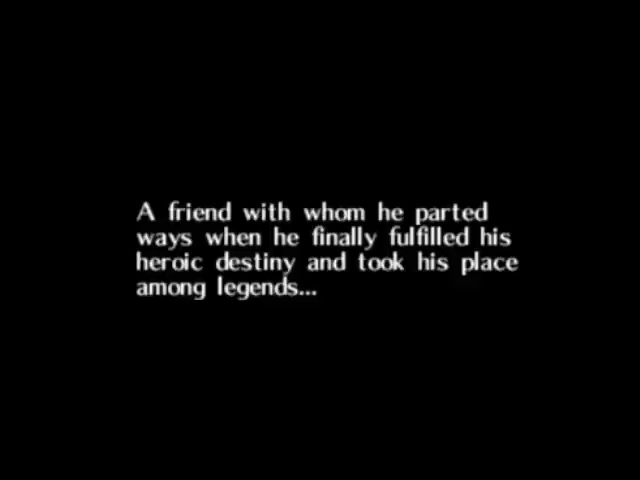 A friend with whom he parted
ways when he finally fulfilled his
heroic destiny and took his place
among legends...